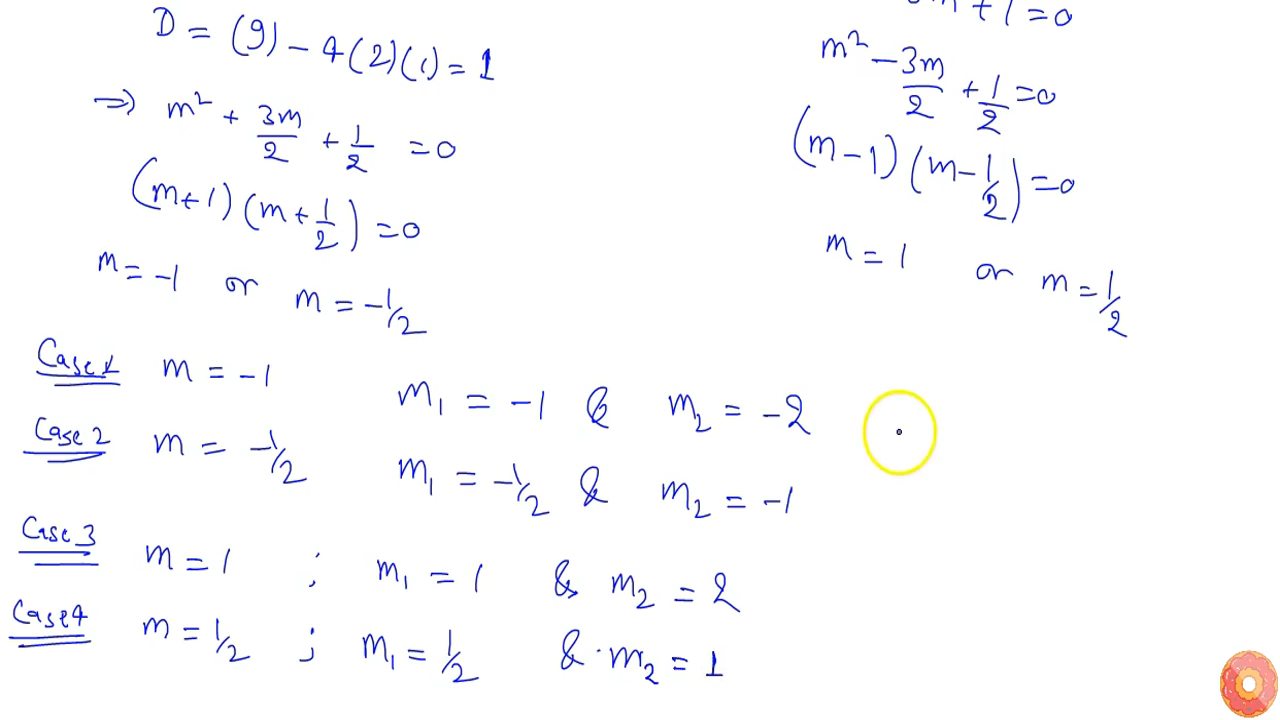 D = (9) - 4(2)(1) = 1
⇒ m² + 3m/2 + 1/2 = 0
(m+1)(m+1/2) = 0
m = -1 or m = -1/2
m + 1 = 0
m² - 3m/2 + 1/2 = 0
(m-1)(m-1/2) = 0
m = 1 or m = 1/2
Case 1 m = -1 m₁ = -1 & m₂ = -2
Case 2 m = -1/2 m₁ = -1/2 & m₂ = -1
Case 3 m = 1 ; m₁ = 1 & m₂ = 2
Case 4 m = 1/2 ; m₁ = 1/2 & m₂ = 1